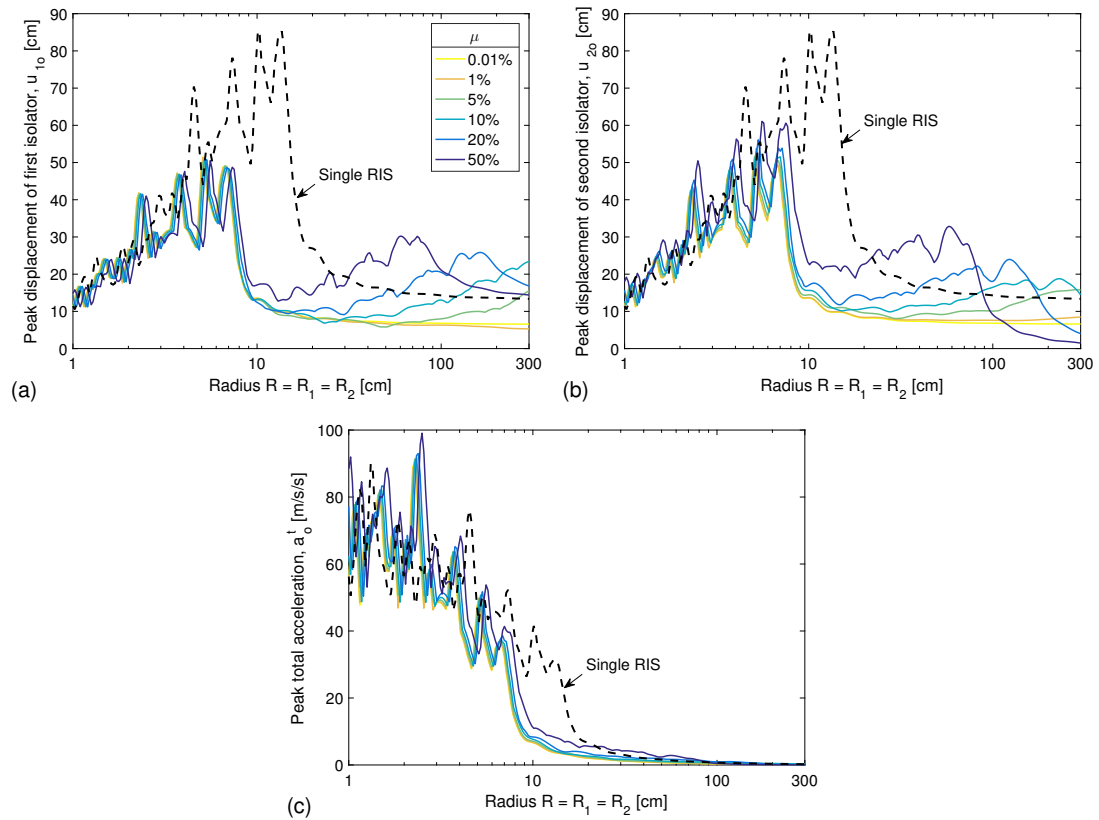 90
80
70
60
50
40
30
20
10
0
Peak displacement of first isolator, u₁ₒ [cm]
μ
0.01%
1%
5%
10%
20%
50%
Single RIS
1 10 100 300
Radius R = R₁ = R₂ [cm]
(a)
90
80
70
60
50
40
30
20
10
0
Peak displacement of second isolator, u₂ₒ [cm]
Single RIS
1 10 100 300
Radius R = R₁ = R₂ [cm]
(b)
100
80
60
40
20
0
Peak total acceleration, aₒᵗ [m/s/s]
Single RIS
1 10 100 300
Radius R = R₁ = R₂ [cm]
(c)